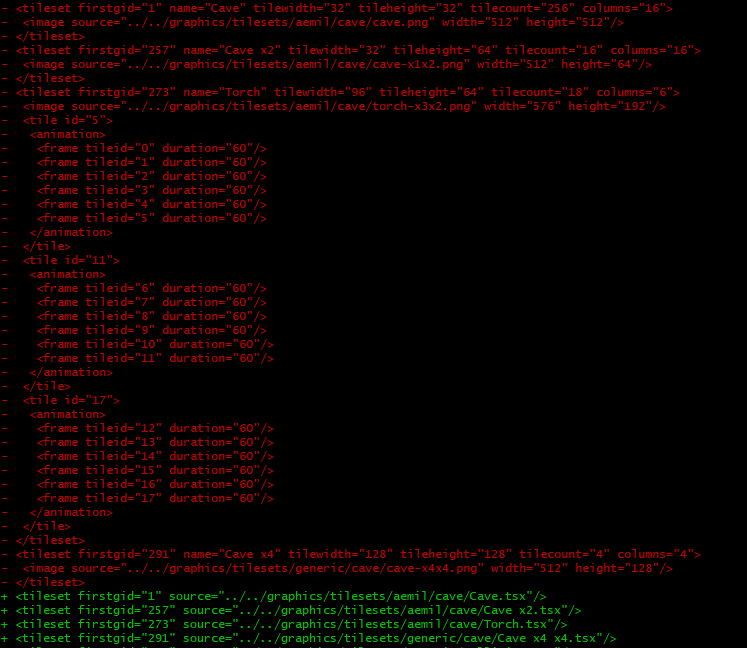 - <tileset firstgid="1" name="Cave" tilewidth="32" tileheight="32" tilecount="256" columns="16">
-  <image source="../../graphics/tilesets/aemil/cave/cave.png" width="512" height="512"/>
- </tileset>
- <tileset firstgid="257" name="Cave x2" tilewidth="32" tileheight="64" tilecount="16" columns="16">
-  <image source="../../graphics/tilesets/aemil/cave/cave-x1x2.png" width="512" height="64"/>
- </tileset>
- <tileset firstgid="273" name="Torch" tilewidth="96" tileheight="64" tilecount="18" columns="6">
-  <image source="../../graphics/tilesets/aemil/cave/torch-x3x2.png" width="576" height="192"/>
-  <tile id="5">
-   <animation>
-    <frame tileid="0" duration="60"/>
-    <frame tileid="1" duration="60"/>
-    <frame tileid="2" duration="60"/>
-    <frame tileid="3" duration="60"/>
-    <frame tileid="4" duration="60"/>
-    <frame tileid="5" duration="60"/>
-   </animation>
-  </tile>
-  <tile id="11">
-   <animation>
-    <frame tileid="6" duration="60"/>
-    <frame tileid="7" duration="60"/>
-    <frame tileid="8" duration="60"/>
-    <frame tileid="9" duration="60"/>
-    <frame tileid="10" duration="60"/>
-    <frame tileid="11" duration="60"/>
-   </animation>
-  </tile>
-  <tile id="17">
-   <animation>
-    <frame tileid="12" duration="60"/>
-    <frame tileid="13" duration="60"/>
-    <frame tileid="14" duration="60"/>
-    <frame tileid="15" duration="60"/>
-    <frame tileid="16" duration="60"/>
-    <frame tileid="17" duration="60"/>
-   </animation>
-  </tile>
- </tileset>
- <tileset firstgid="291" name="Cave x4" tilewidth="128" tileheight="128" tilecount="4" columns="4">
-  <image source="../../graphics/tilesets/generic/cave/cave-x4x4.png" width="512" height="128"/>
- </tileset>
+ <tileset firstgid="1" source="../../graphics/tilesets/aemil/cave/Cave.tsx"/>
+ <tileset firstgid="257" source="../../graphics/tilesets/aemil/cave/Cave x2.tsx"/>
+ <tileset firstgid="273" source="../../graphics/tilesets/aemil/cave/Torch.tsx"/>
+ <tileset firstgid="291" source="../../graphics/tilesets/generic/cave/Cave x4 x4.tsx"/>